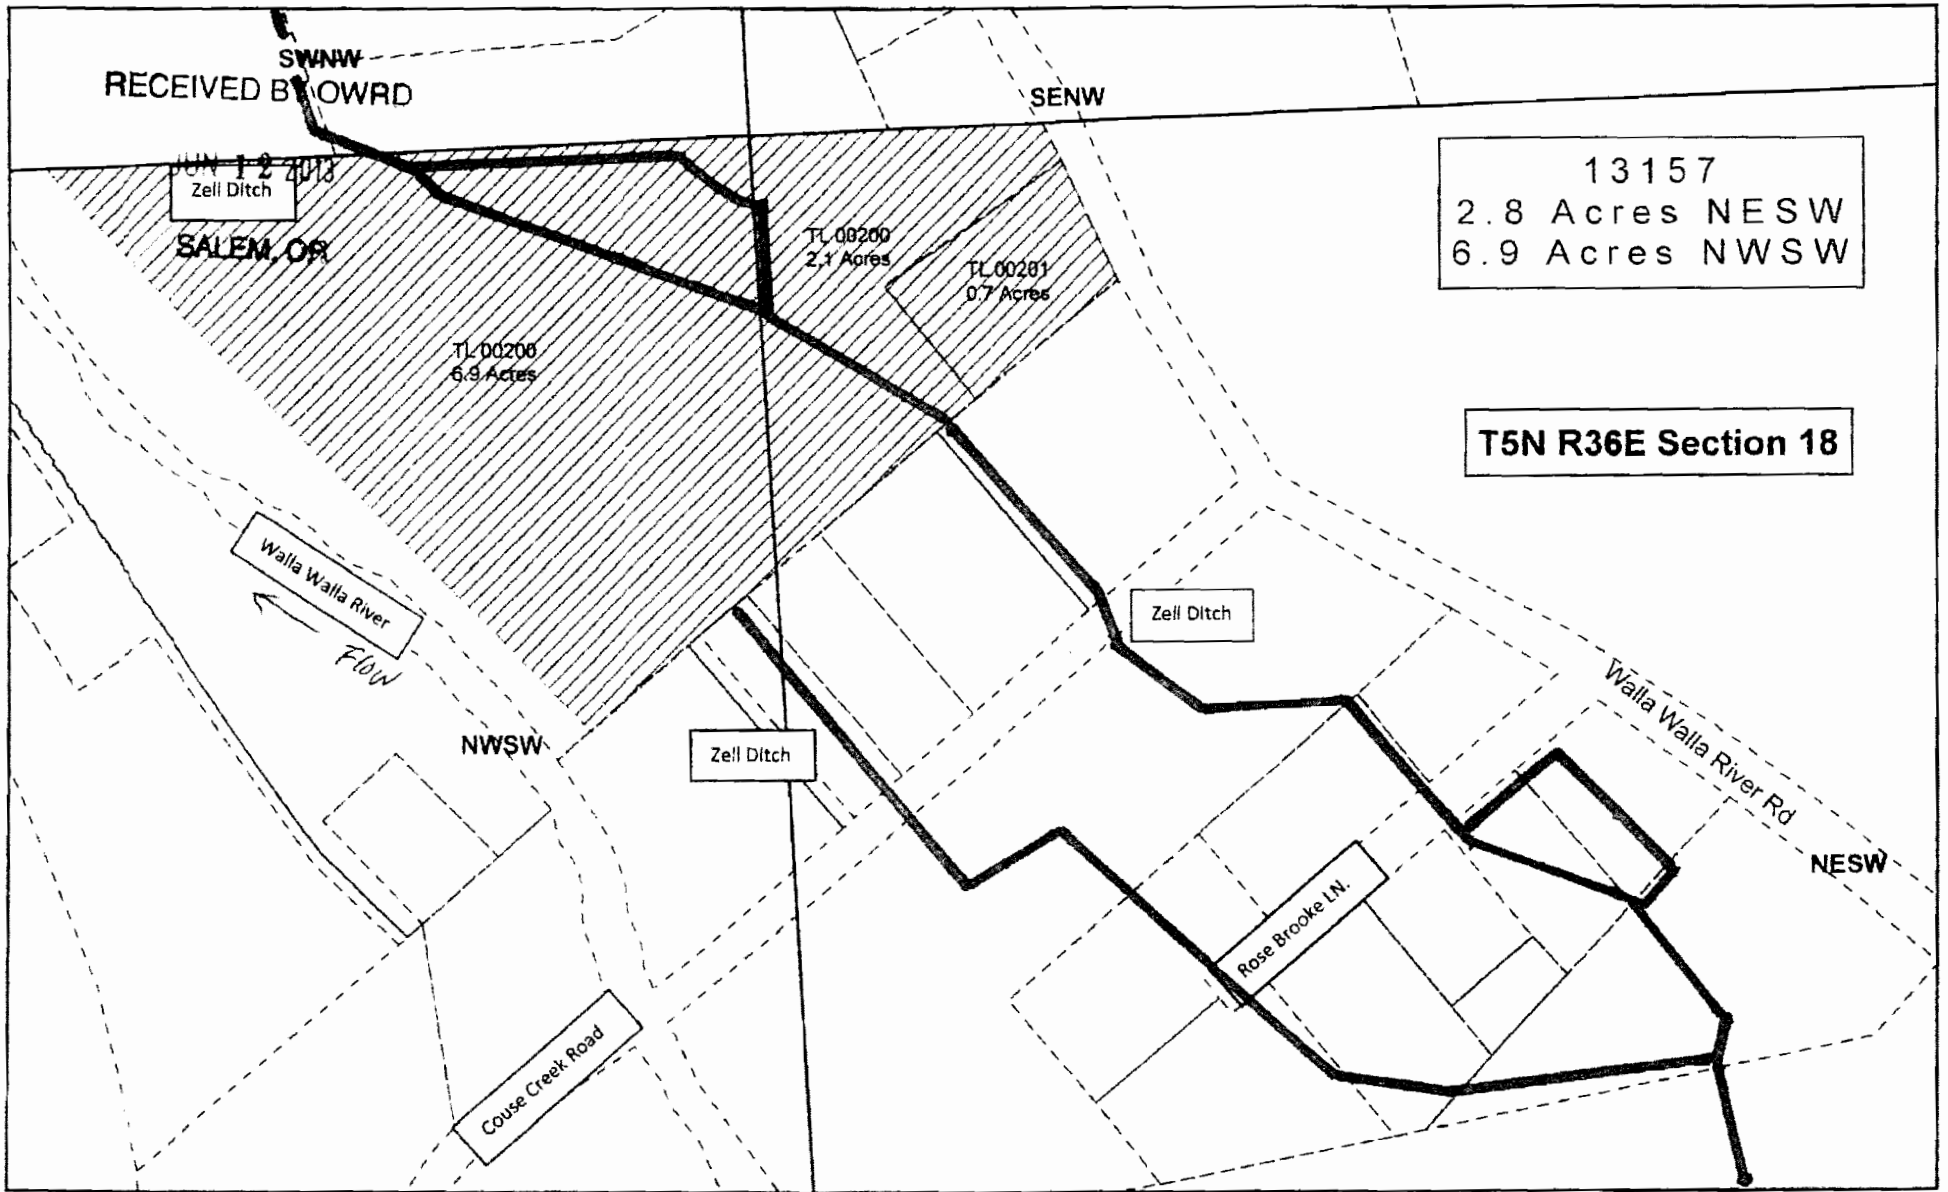 SWNW
RECEIVED BY OWRD
SENW
JUN 12 2013
Zell Ditch
SALEM, OR
13157
2.8 Acres NESW
6.9 Acres NWSW
TL 00200
2.1 Acres
TL 00201
0.7 Acres
TL 00200
6.9 Acres
T5N R36E Section 18
Walla Walla River
Flow
Zell Ditch
Walla Walla River Rd
NWSW
Zell Ditch
NESW
Rose Brooke LN.
Couse Creek Road